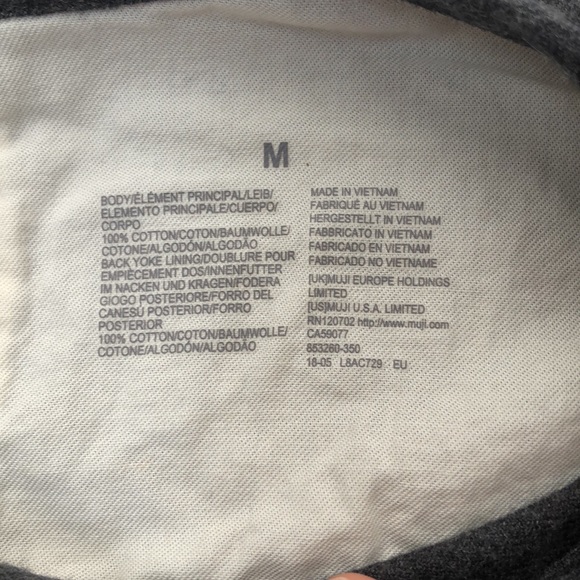 M
BODY/ÉLÉMENT PRINCIPAL/LEIB/
ELEMENTO PRINCIPALE/CUERPO/
CORPO
100% COTTON/COTON/BAUMWOLLE/
COTONE/ALGODÓN/ALGODÃO
BACK YOKE LINING/DOUBLURE POUR
EMPIÈCEMENT DOS/INNENFUTTER
IM NACKEN UND KRAGEN/FODERA
GIOGO POSTERIORE/FORRO DEL
CANESÚ POSTERIOR/FORRO
POSTERIOR
100% COTTON/COTON/BAUMWOLLE/
COTONE/ALGODÓN/ALGODÃO
MADE IN VIETNAM
FABRIQUÉ AU VIETNAM
HERGESTELLT IN VIETNAM
FABBRICATO IN VIETNAM
FABRICADO EN VIETNAM
FABRICADO NO VIETNAME
[UK]MUJI EUROPE HOLDINGS
LIMITED
[US]MUJI U.S.A. LIMITED
RN120702 http://www.muji.com
CA59077
853260-350
18-05 L8AC729 EU